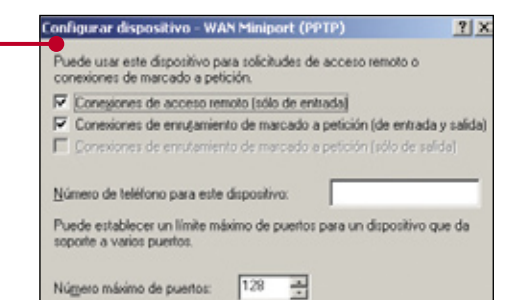 Configurar dispositivo - WAN Miniport (PPTP)
Puede usar este dispositivo para solicitudes de acceso remoto o
conexiones de marcado a petición.
Conexiones de acceso remoto (sólo de entrada)
Conexiones de enrutamiento de marcado a petición (de entrada y salida)
Conexiones de enrutamiento de marcado a petición (sólo de salida)
Número de teléfono para este dispositivo:
Puede establecer un límite máximo de puertos para un dispositivo que da
soporte a varios puertos.
Número máximo de puertos: 128